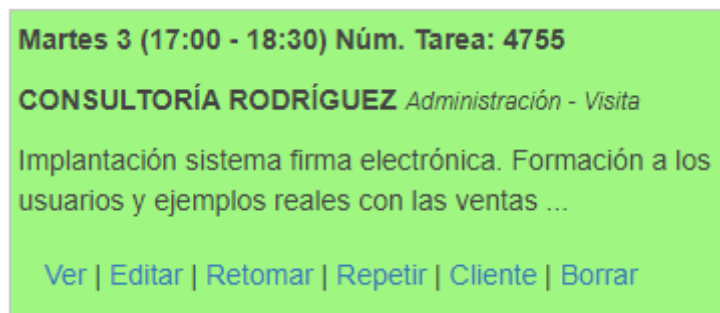 Martes 3 (17:00 - 18:30) Núm. Tarea: 4755
CONSULTORÍA RODRÍGUEZ Administración - Visita
Implantación sistema firma electrónica. Formación a los
usuarios y ejemplos reales con las ventas ...
Ver | Editar | Retomar | Repetir | Cliente | Borrar